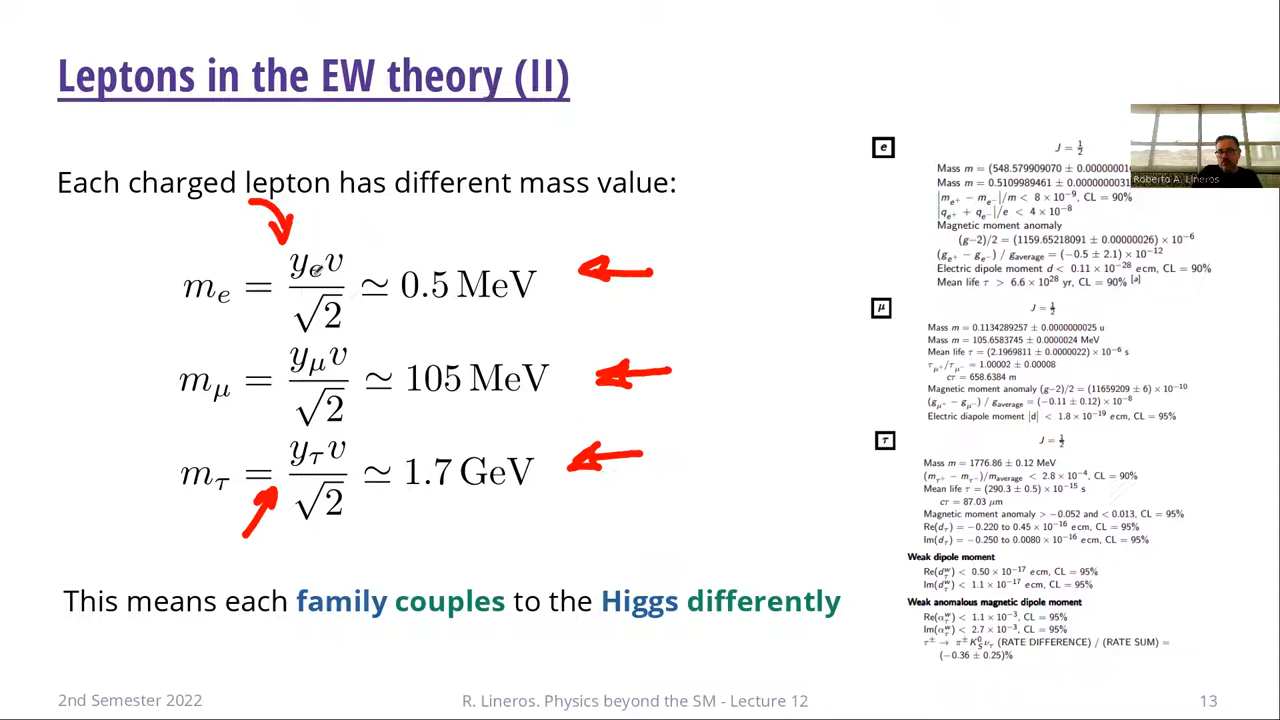 Leptons in the EW theory (II)
Each charged lepton has different mass value:
m_e = y_e v / √2 ≃ 0.5 MeV
m_μ = y_μ v / √2 ≃ 105 MeV
m_τ = y_τ v / √2 ≃ 1.7 GeV
This means each family couples to the Higgs differently
e
J = 1/2
Mass m = (548.579909070 ± 0.0000000
Mass m = 0.5109989461 ± 0.0000000031
|m_e+ − m_e−|/m < 8 × 10⁻⁹, CL = 90%
|q_e+ + q_e−|/e < 4 × 10⁻⁸
Magnetic moment anomaly
(g−2)/2 = (1159.65218091 ± 0.00000026) × 10⁻⁶
(g_e+ − g_e−) / g_average = (−0.5 ± 2.1) × 10⁻¹²
Electric dipole moment d < 0.11 × 10⁻²⁸ e cm, CL = 90%
Mean life τ > 6.6 × 10²⁸ yr, CL = 90% [a]
Roberto A. Lineros
μ
J = 1/2
Mass m = 0.1134289257 ± 0.0000000025 u
Mass m = 105.6583745 ± 0.0000024 MeV
Mean life τ = (2.1969811 ± 0.0000022) × 10⁻⁶ s
τ_μ+/τ_μ− = 1.00002 ± 0.00008
cτ = 658.6384 m
Magnetic moment anomaly (g−2)/2 = (11659209 ± 6) × 10⁻¹⁰
(g_μ+ − g_μ−) / g_average = (−0.11 ± 0.12) × 10⁻⁸
Electric diapole moment |d| < 1.8 × 10⁻¹⁹ e cm, CL = 95%
τ
J = 1/2
Mass m = 1776.86 ± 0.12 MeV
(m_τ+ − m_τ−)/m_average < 2.8 × 10⁻⁴, CL = 90%
Mean life τ = (290.3 ± 0.5) × 10⁻¹⁵ s
cτ = 87.03 μm
Magnetic moment anomaly > −0.052 and < 0.013, CL = 95%
Re(d_τ) = −0.220 to 0.45 × 10⁻¹⁶ e cm, CL = 95%
Im(d_τ) = −0.250 to 0.0080 × 10⁻¹⁶ e cm, CL = 95%
Weak dipole moment
Re(d_τ^w) < 0.50 × 10⁻¹⁷ e cm, CL = 95%
Im(d_τ^w) < 1.1 × 10⁻¹⁷ e cm, CL = 95%
Weak anomalous magnetic dipole moment
Re(α_τ^w) < 1.1 × 10⁻³, CL = 95%
Im(α_τ^w) < 2.7 × 10⁻³, CL = 95%
τ± → π± K_S^0 ν_τ (RATE DIFFERENCE) / (RATE SUM) =
(−0.36 ± 0.25)%
2nd Semester 2022
R. Lineros. Physics beyond the SM - Lecture 12
13